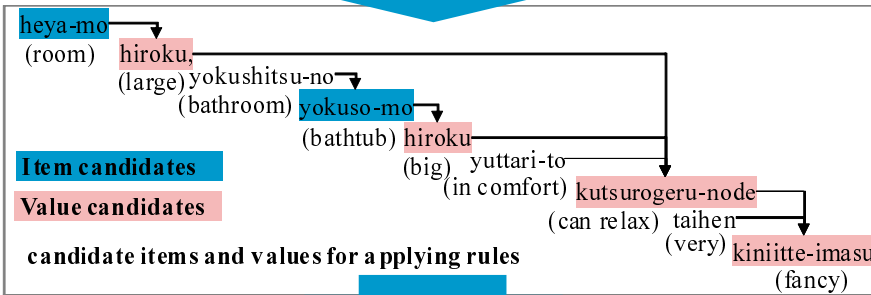 heya-mo
(room)
hiroku,
(large)
yokushitsu-no
(bathroom)
yokuso-mo
(bathtub)
hiroku
(big)
yuttari-to
(in comfort)
kutsurogeru-node
(can relax)
taihen
(very)
kiniitte-imasu
(fancy)
Item candidates
Value candidates
candidate items and values for applying rules